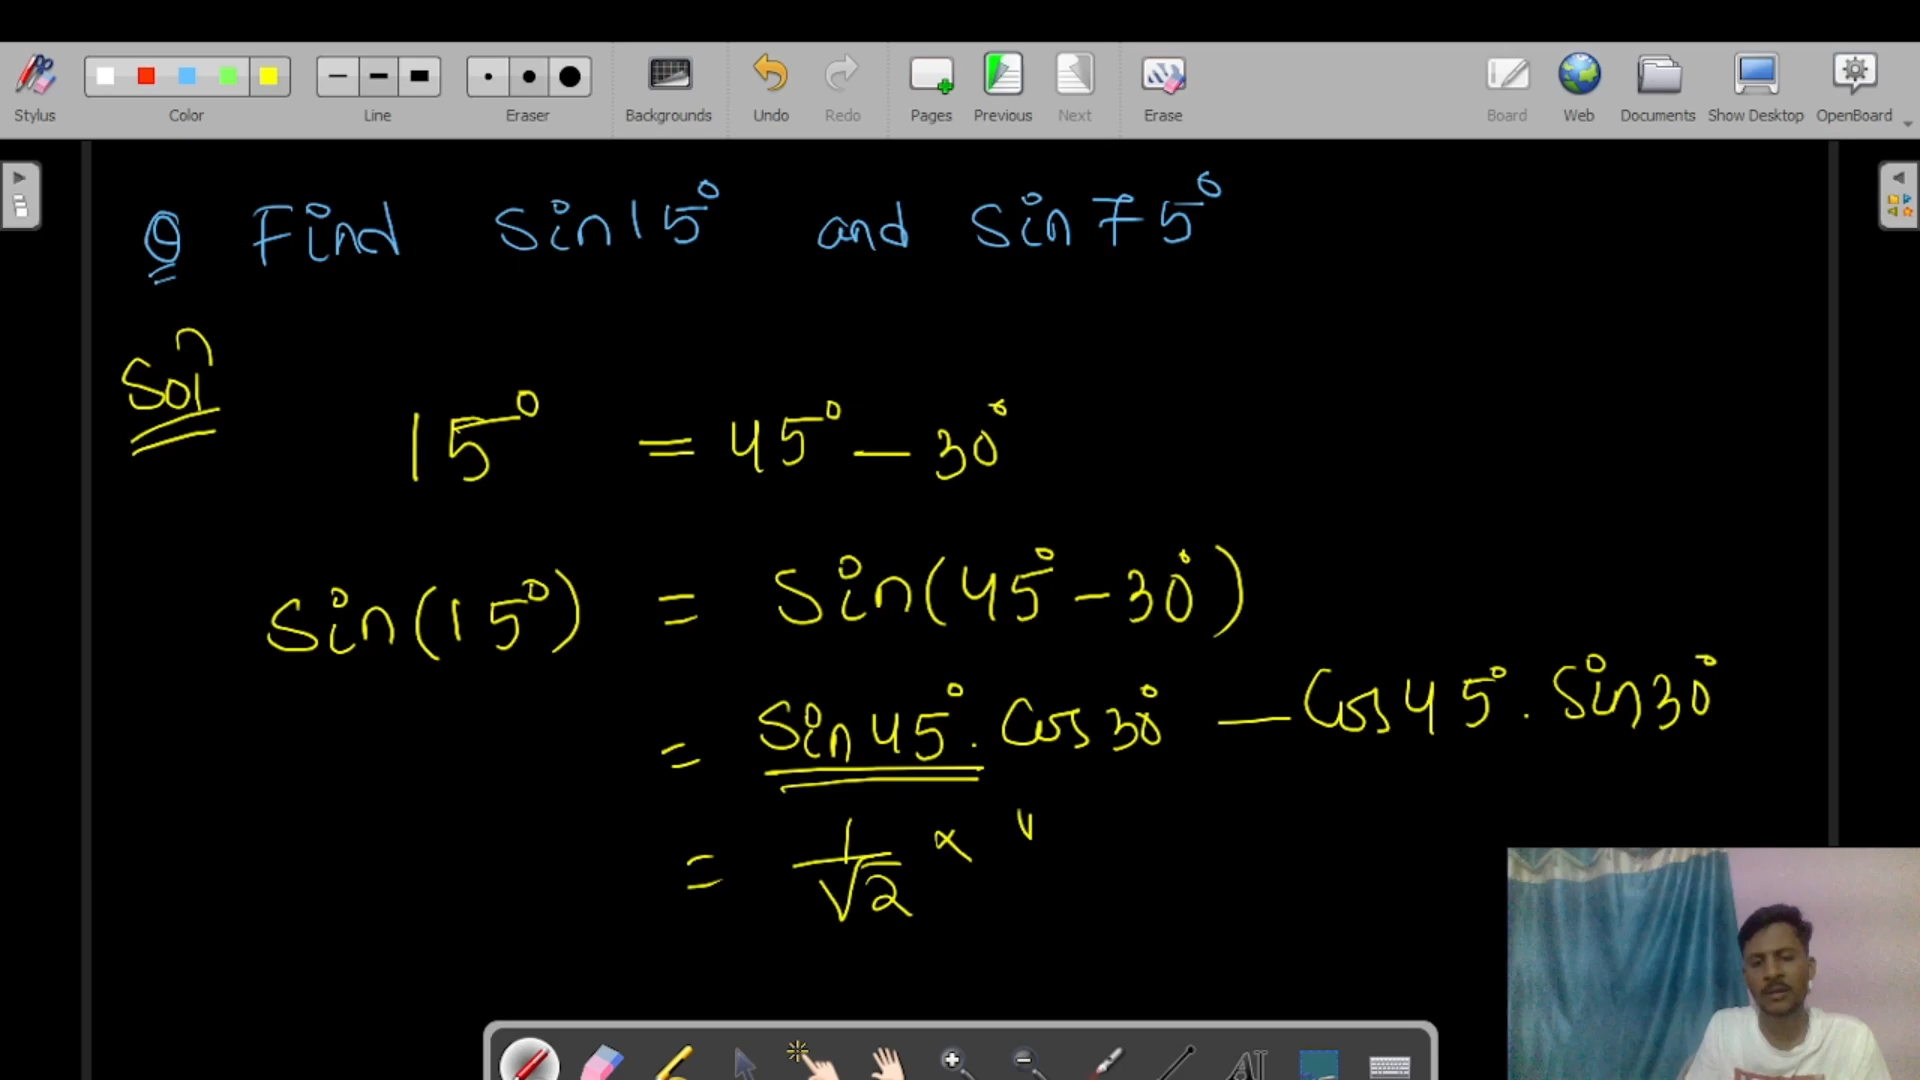 Stylus Color Line Eraser Backgrounds Undo Redo Pages Previous Next Erase Board Web Documents Show Desktop OpenBoard
Q Find Sin15° and Sin75°
Solⁿ
15° = 45° - 30°
Sin(15°) = Sin(45° - 30°)
= Sin45° . Cos30° - Cos45° . Sin30°
= 1/√2 ×